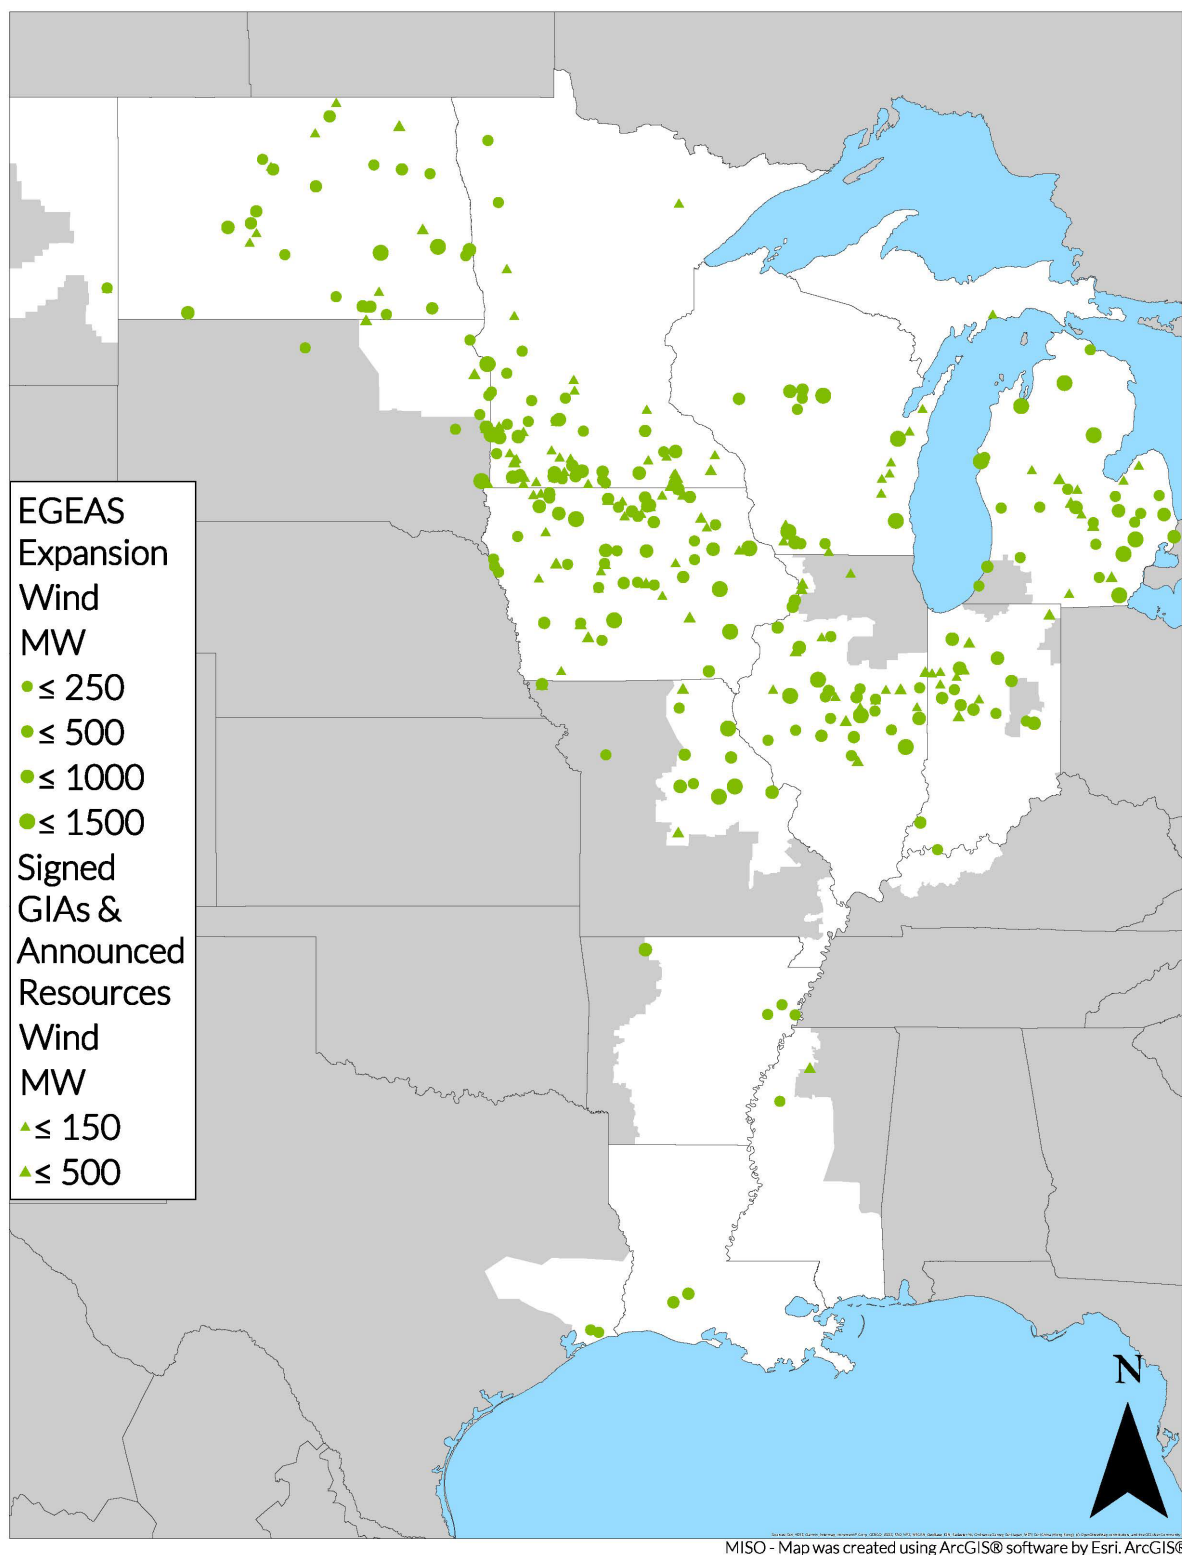 EGEAS
Expansion
Wind
MW
≤ 250
≤ 500
≤ 1000
≤ 1500
Signed
GIAs &
Announced
Resources
Wind
MW
≤ 150
≤ 500
N
MISO - Map was created using ArcGIS® software by Esri. ArcGIS®